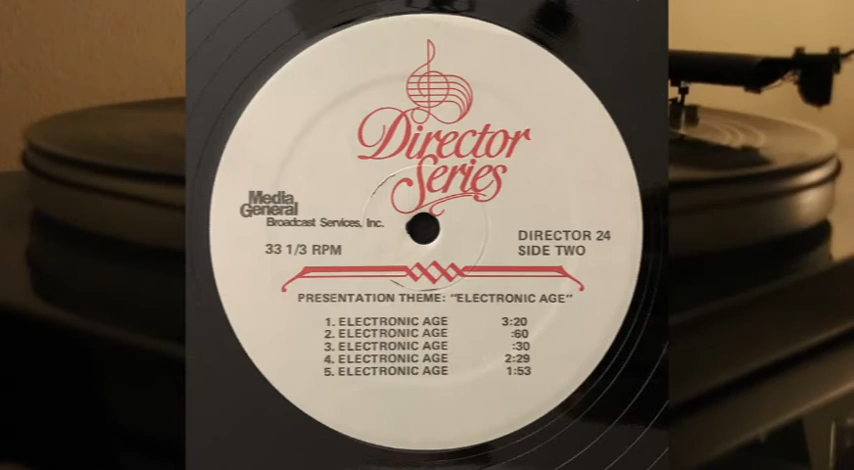 Director
Series
Media
General
Broadcast Services, Inc.
33 1/3 RPM
DIRECTOR 24
SIDE TWO
PRESENTATION THEME: "ELECTRONIC AGE"
1. ELECTRONIC AGE 3:20
2. ELECTRONIC AGE :60
3. ELECTRONIC AGE :30
4. ELECTRONIC AGE 2:29
5. ELECTRONIC AGE 1:53